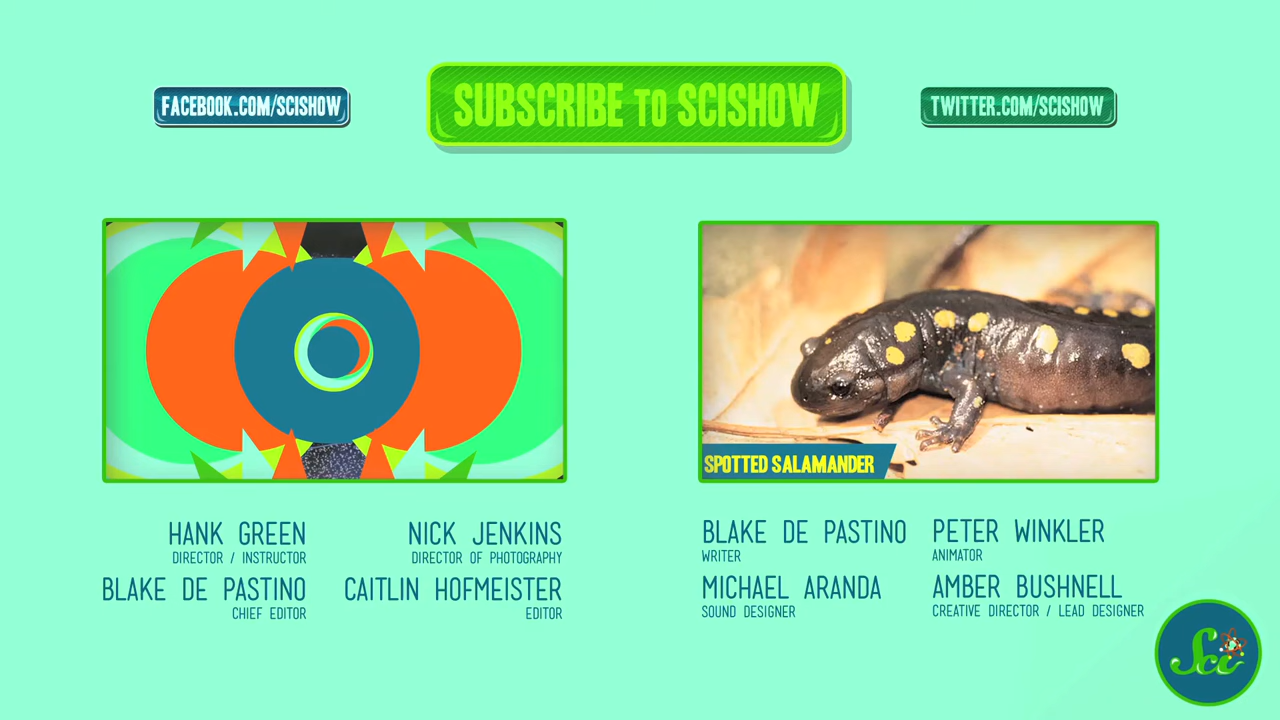 FACEBOOK.COM/SCISHOW
SUBSCRIBE TO SCISHOW
TWITTER.COM/SCISHOW
SPOTTED SALAMANDER
HANK GREEN
DIRECTOR / INSTRUCTOR
NICK JENKINS
DIRECTOR OF PHOTOGRAPHY
BLAKE DE PASTINO
CHIEF EDITOR
CAITLIN HOFMEISTER
EDITOR
BLAKE DE PASTINO
WRITER
PETER WINKLER
ANIMATOR
MICHAEL ARANDA
SOUND DESIGNER
AMBER BUSHNELL
CREATIVE DIRECTOR / LEAD DESIGNER
Sci